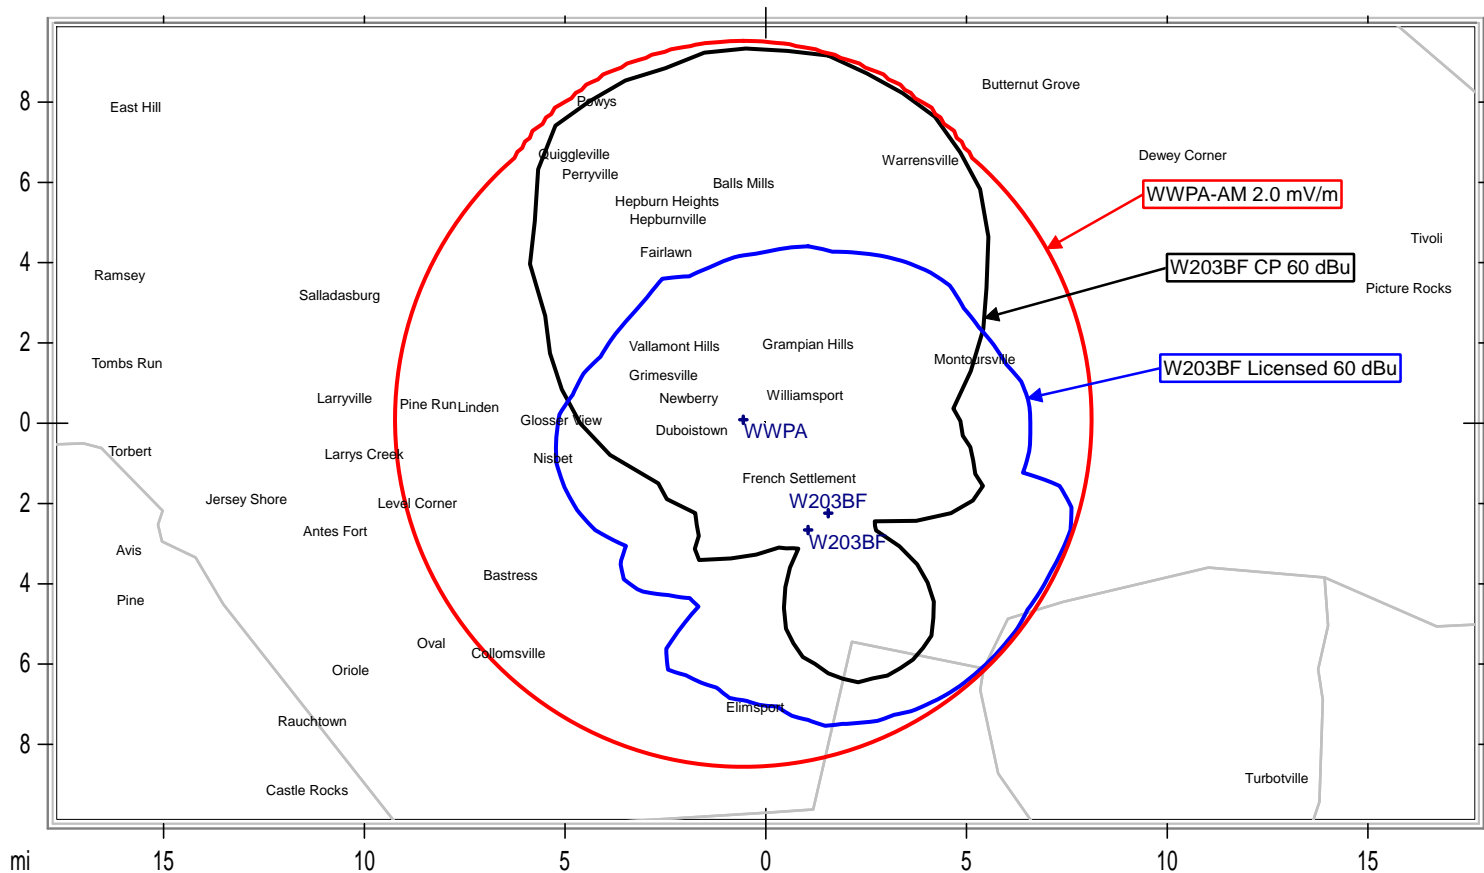 Butternut Grove
8
Powys
East Hill
Quiggleville
Warrensville
Dewey Corner
Perryville
6
Balls Mills
WWPA-AM 2.0 mV/m
Hepburn Heights
Hepburnville
Tivoli
Fairlawn
4
W203BF CP 60 dBu
Ramsey
Picture Rocks
Salladasburg
2
Vallamont Hills
Grampian Hills
Montoursville
Tombs Run
W203BF Licensed 60 dBu
Grimesville
Larryville
Pine Run
Linden
Newberry
Williamsport
0
Glosser View
Duboistown
WWPA
Torbert
Larrys Creek
Nisbet
French Settlement
Jersey Shore
Level Corner
2
W203BF
Antes Fort
W203BF
Avis
4
Bastress
Pine
Oval
Collomsville
6
Oriole
Elimsport
Rauchtown
8
Turbotville
Castle Rocks
mi
15
10
5
0
5
10
15